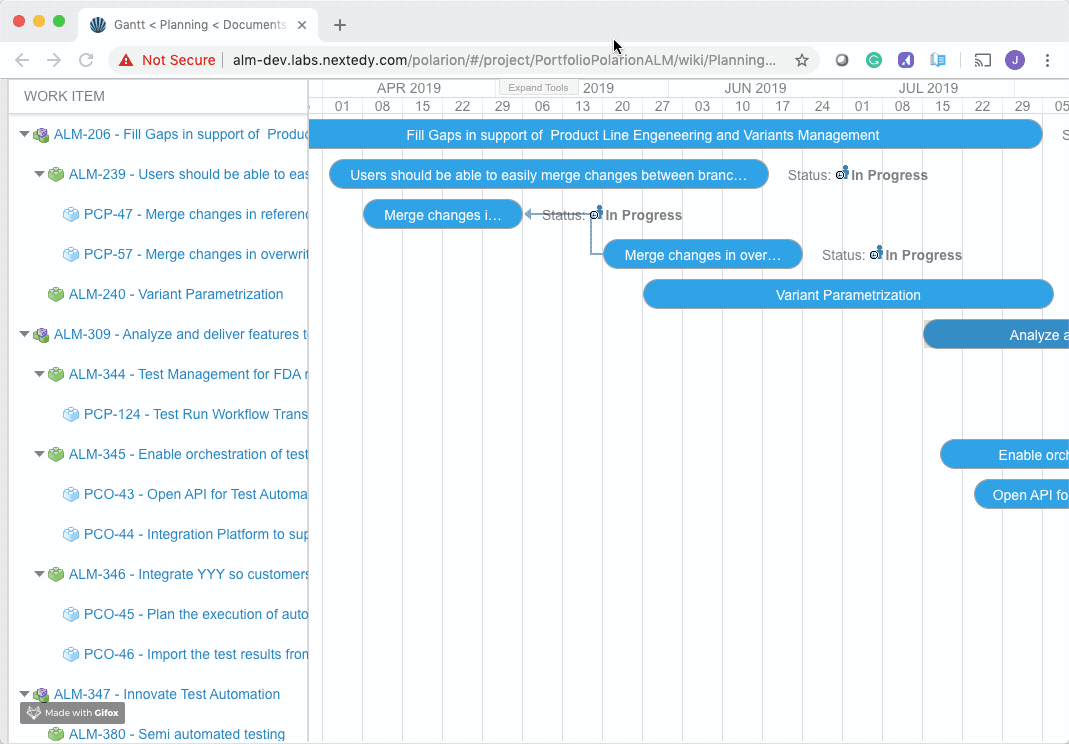 Gantt < Planning < Documents
Not Secure
alm-dev.labs.nextedy.com/polarion/#/project/PortfolioPolarionALM/wiki/Planning...
J
WORK ITEM
APR 2019
Expand Tools
2019
JUN 2019
JUL 2019
01 08 15 22 29 06 13 20 27 03 10 17 24 01 08 15 22 29 05
ALM-206 - Fill Gaps in support of Produc
Fill Gaps in support of Product Line Engeneering and Variants Management
S
ALM-239 - Users should be able to eas
Users should be able to easily merge changes between branc...
Status: In Progress
PCP-47 - Merge changes in referenc
Merge changes i...
Status: In Progress
PCP-57 - Merge changes in overwrit
Merge changes in over...
Status: In Progress
ALM-240 - Variant Parametrization
Variant Parametrization
ALM-309 - Analyze and deliver features t
Analyze a
ALM-344 - Test Management for FDA r
PCP-124 - Test Run Workflow Trans
ALM-345 - Enable orchestration of test
Enable orch
PCO-43 - Open API for Test Automa
Open API fo
PCO-44 - Integration Platform to sup
ALM-346 - Integrate YYY so customers
PCO-45 - Plan the execution of auto
PCO-46 - Import the test results from
ALM-347 - Innovate Test Automation
Made with Gifox
ALM-380 - Semi automated testing